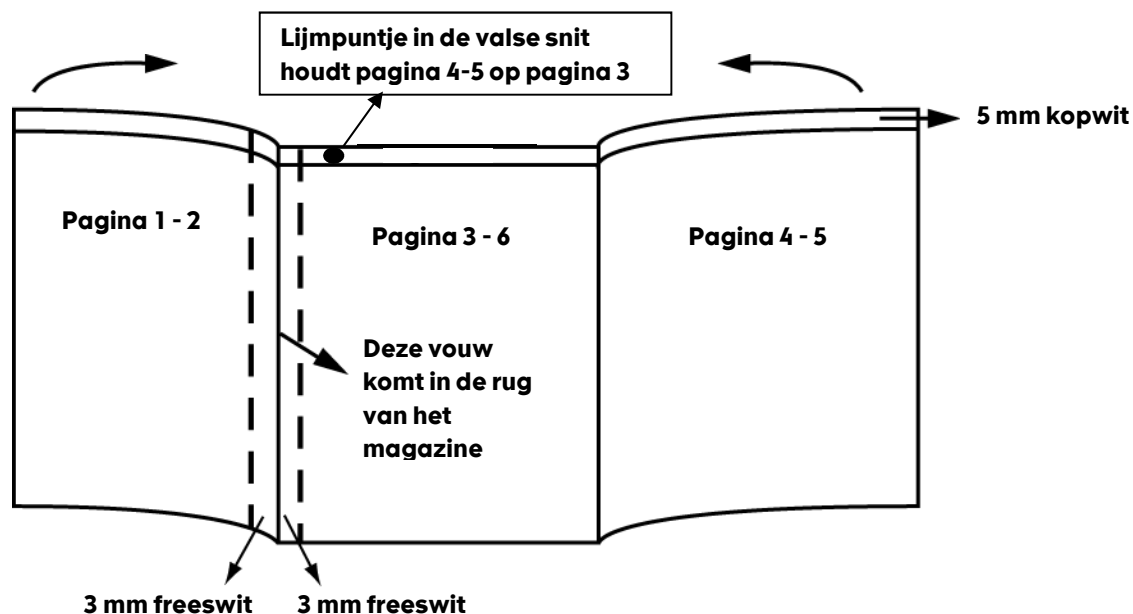 Lijmpuntje in de valse snit
houdt pagina 4-5 op pagina 3
5 mm kopwit
Pagina 1 - 2
Pagina 3 - 6
Pagina 4 - 5
Deze vouw
komt in de rug
van het
magazine
3 mm freeswit
3 mm freeswit